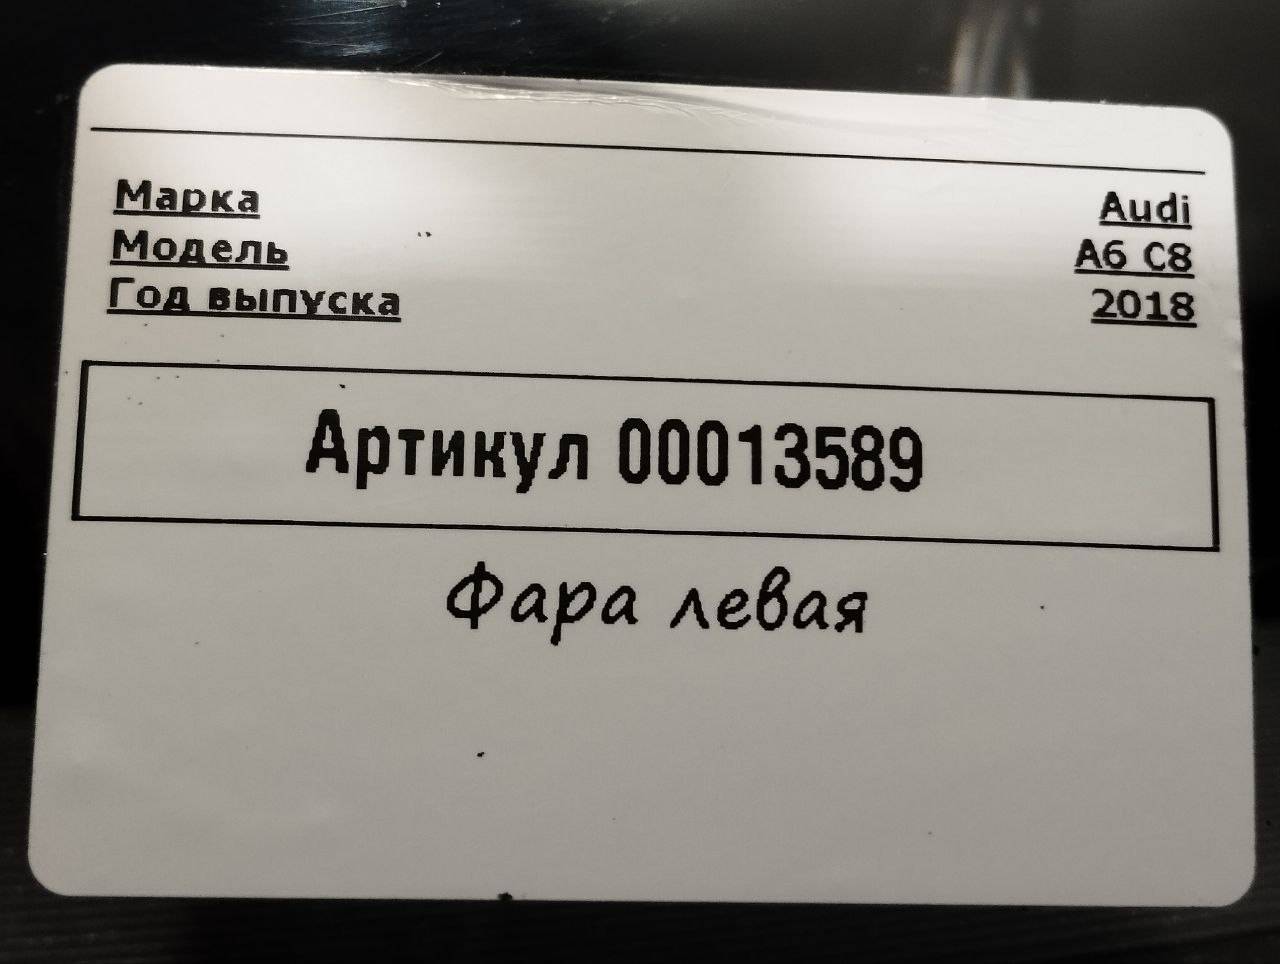 Марка Audi
Модель A6 C8
Год выпуска 2018
Артикул 00013589
Фара левая